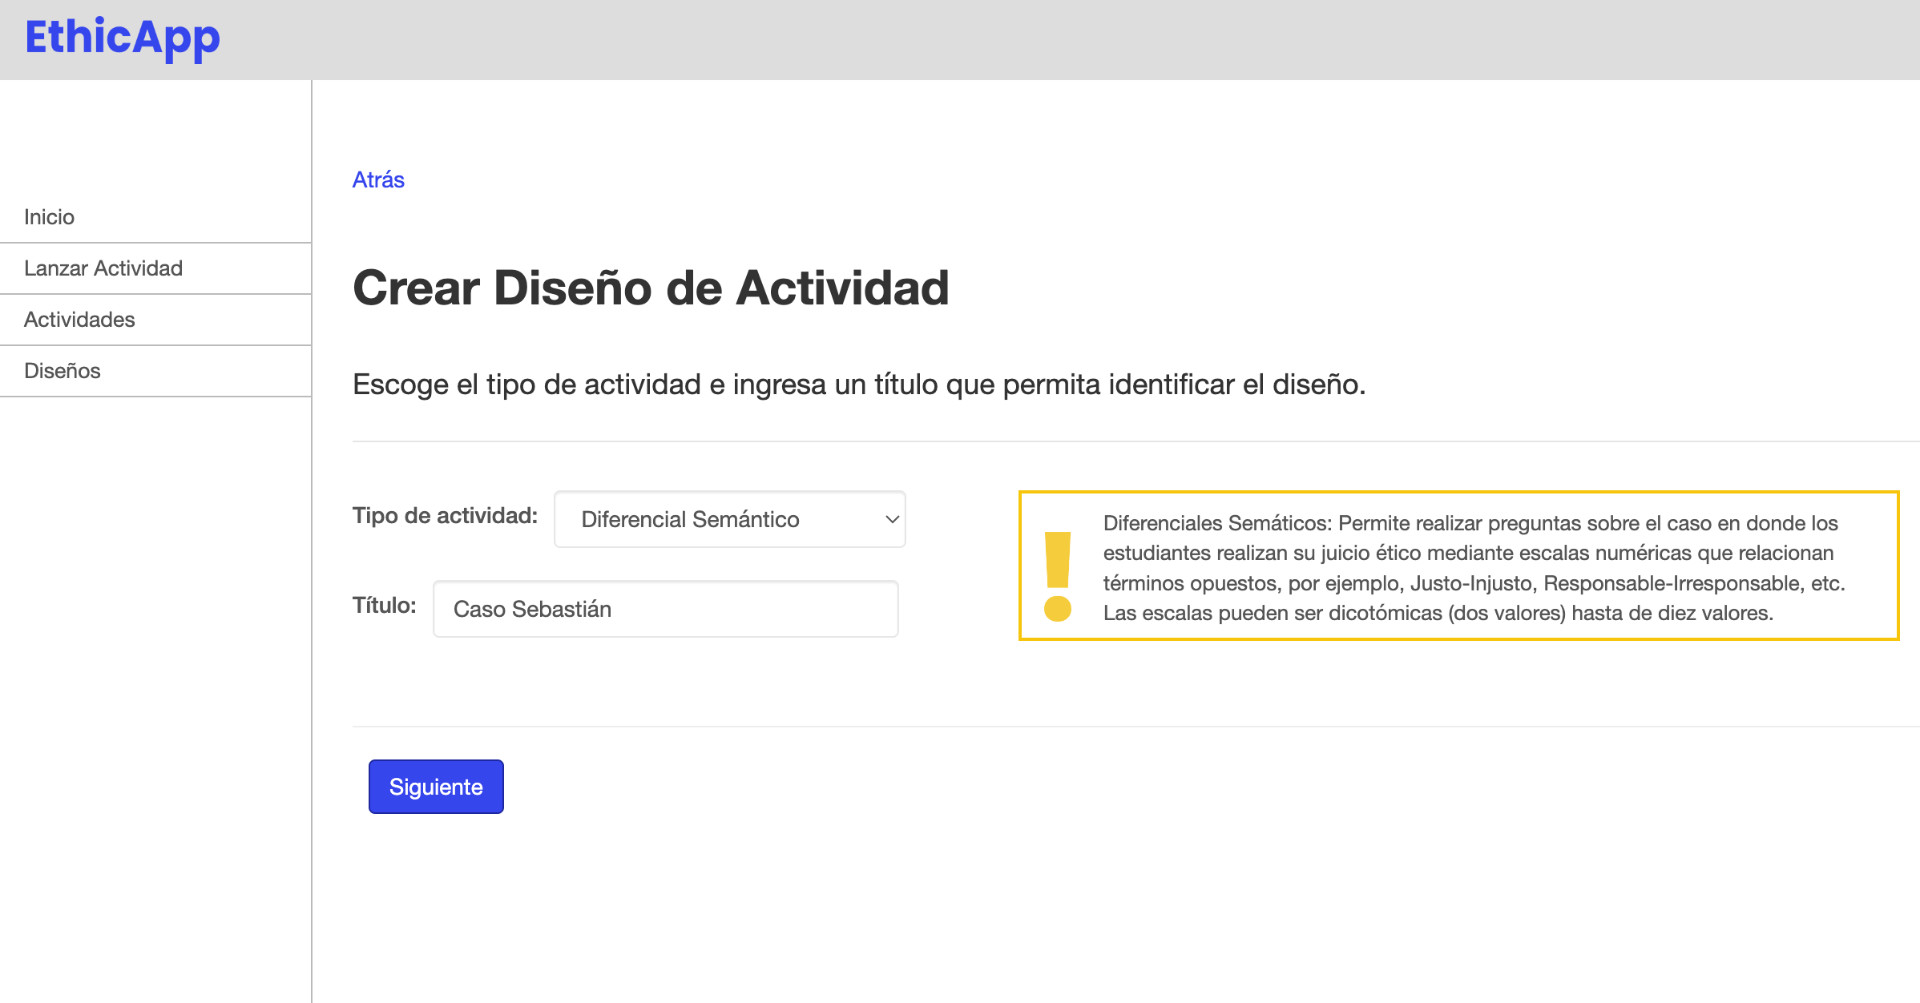 EthicApp
Inicio
Lanzar Actividad
Actividades
Diseños
Atrás
Crear Diseño de Actividad
Escoge el tipo de actividad e ingresa un título que permita identificar el diseño.
Tipo de actividad:
Diferencial Semántico
Título:
Caso Sebastián
Diferenciales Semáticos: Permite realizar preguntas sobre el caso en donde los
estudiantes realizan su juicio ético mediante escalas numéricas que relacionan
términos opuestos, por ejemplo, Justo-Injusto, Responsable-Irresponsable, etc.
Las escalas pueden ser dicotómicas (dos valores) hasta de diez valores.
Siguiente